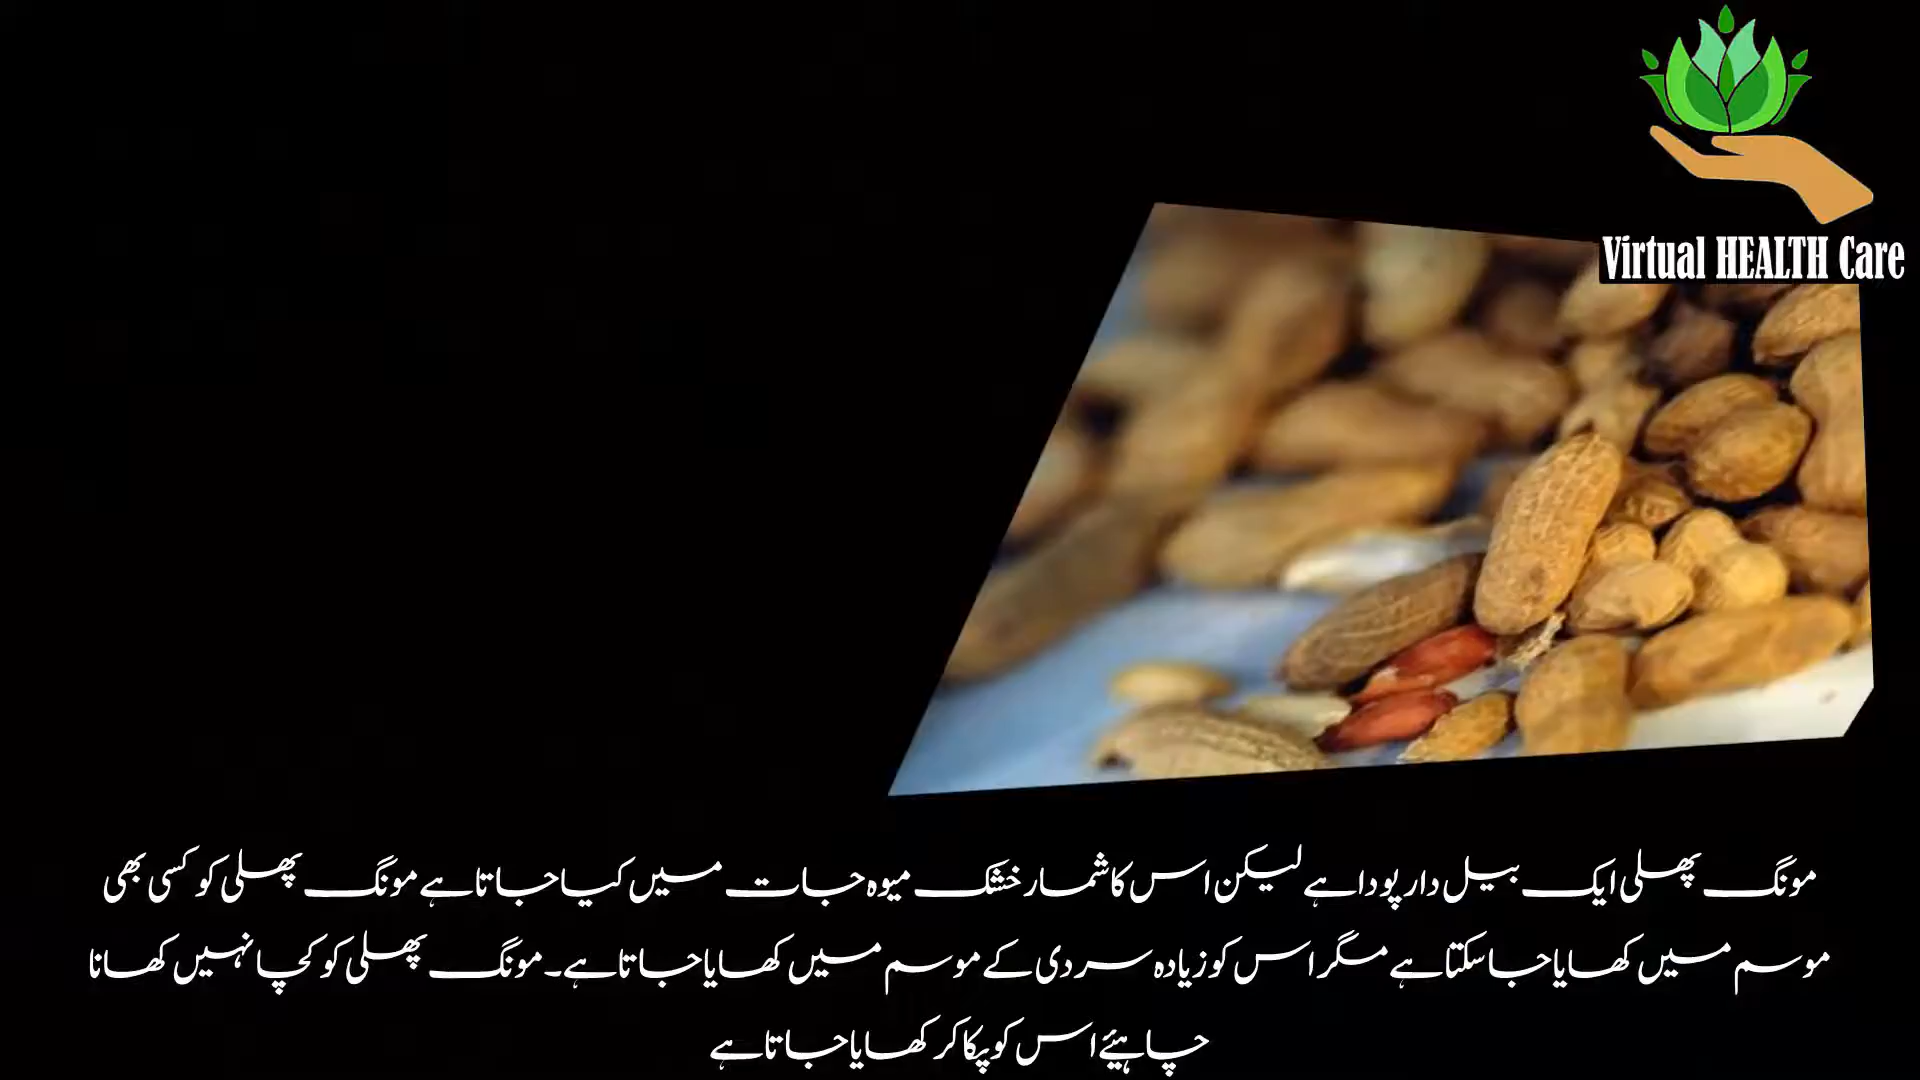 Virtual HEALTH Care
مونگ پھلی ایک بیل دار پودا ہے لیکن اس کا شمار خشک میوہ جات میں کیا جاتا ہے مونگ پھلی کو کسی بھی
موسم میں کھایا جا سکتا ہے مگر اس کو زیادہ سردی کے موسم میں کھایا جاتا ہے۔ مونگ پھلی کو کچا نہیں کھانا
چاہیئے اس کو پکا کر کھایا جاتا ہے